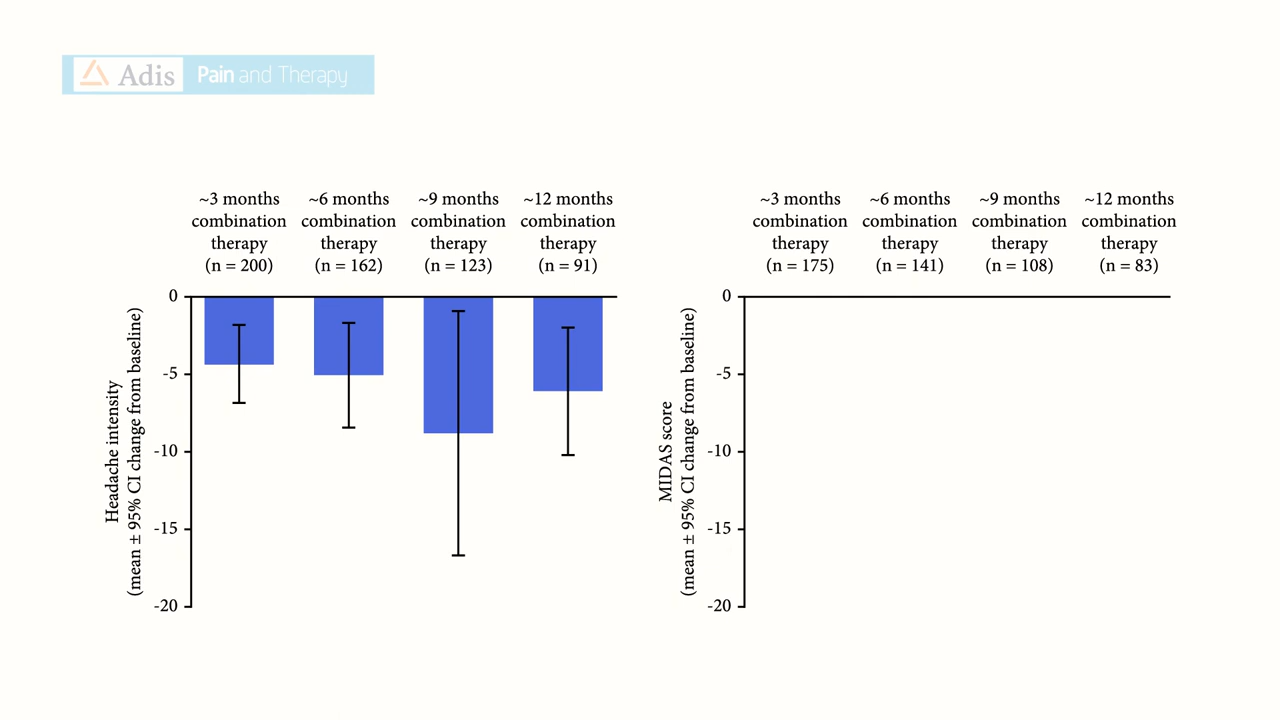 Adis Pain and Therapy
~3 months ~6 months ~9 months ~12 months
combination combination combination combination
therapy therapy therapy therapy
(n = 200) (n = 162) (n = 123) (n = 91)
0
-5
-10
-15
-20
Headache intensity
(mean ± 95% CI change from baseline)
~3 months ~6 months ~9 months ~12 months
combination combination combination combination
therapy therapy therapy therapy
(n = 175) (n = 141) (n = 108) (n = 83)
0
-5
-10
-15
-20
MIDAS score
(mean ± 95% CI change from baseline)